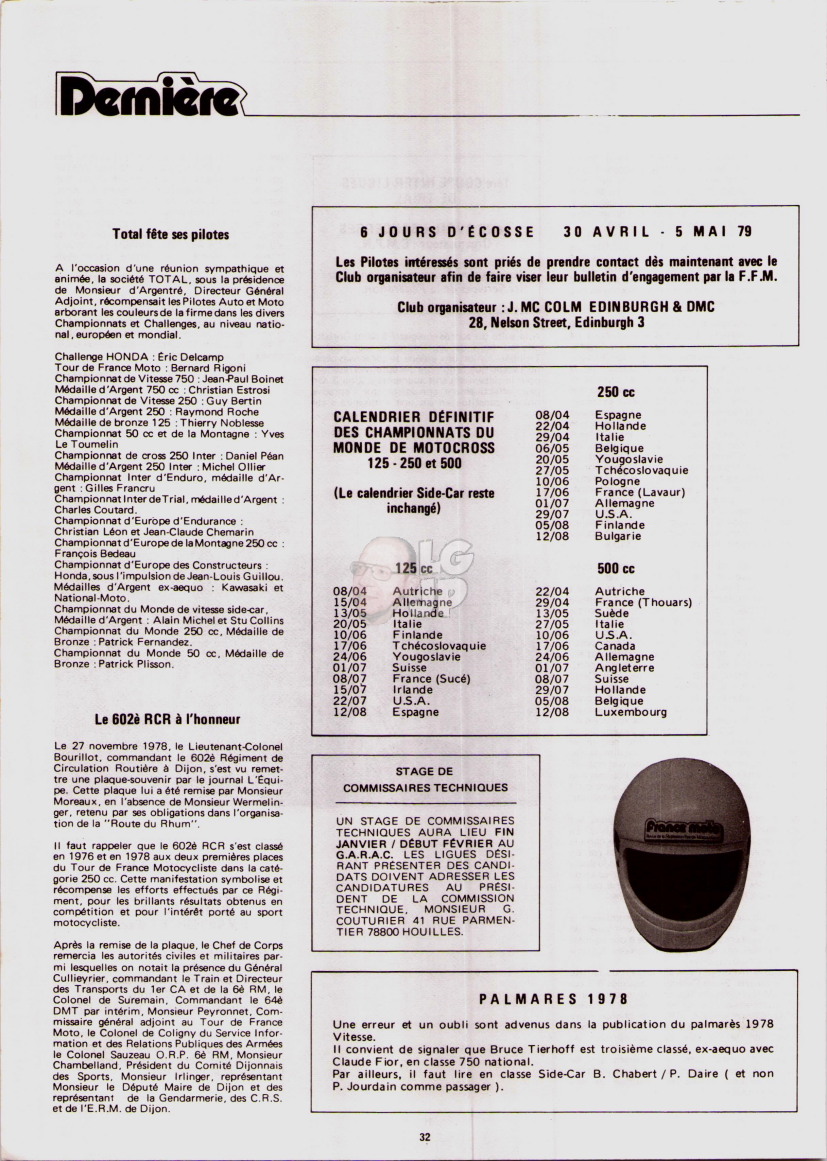 Dernière
Total fête ses pilotes
A l'occasion d'une réunion sympathique et
animée, la société TOTAL, sous la présidence
de Monsieur d'Argentré, Directeur Général
Adjoint, récompensait les Pilotes Auto et Moto
arborant les couleurs de la firme dans les divers
Championnats et Challenges, au niveau natio-
nal, européen et mondial.
Challenge HONDA : Éric Delcamp
Tour de France Moto : Bernard Rigoni
Championnat de Vitesse 750 : Jean-Paul Boinet
Médaille d'Argent 750 cc : Christian Estrosi
Championnat de Vitesse 250 : Guy Bertin
Médaille d'Argent 250 : Raymond Roche
Médaille de bronze 125 : Thierry Noblesse
Championnat 50 cc et de la Montagne : Yves
Le Toumelin
Championnat de cross 250 Inter : Daniel Péan
Médaille d'Argent 250 Inter : Michel Ollier
Championnat Inter d'Enduro, médaille d'Ar-
gent : Gilles Francru
Championnat Inter de Trial, médaille d'Argent :
Charles Coutard.
Championnat d'Europe d'Endurance :
Christian Léon et Jean-Claude Chemarin
Championnat d'Europe de la Montagne 250 cc :
François Bedeau
Championnat d'Europe des Constructeurs :
Honda, sous l'impulsion de Jean-Louis Guillou.
Médailles d'Argent ex-aequo : Kawasaki et
National-Moto.
Championnat du Monde de vitesse side-car,
Médaille d'Argent : Alain Michel et Stu Collins
Championnat du Monde 250 cc, Médaille de
Bronze : Patrick Fernandez.
Championnat du Monde 50 cc, Médaille de
Bronze : Patrick Plisson.
Le 602è RCR à l'honneur
Le 27 novembre 1978, le Lieutenant-Colonel
Bourillot, commandant le 602è Régiment de
Circulation Routière à Dijon, s'est vu remet-
tre une plaque-souvenir par le journal L'Équi-
pe. Cette plaque lui a été remise par Monsieur
Moreaux, en l'absence de Monsieur Wermelin-
ger, retenu par ses obligations dans l'organisa-
tion de la "Route du Rhum".
Il faut rappeler que le 602è RCR s'est classé
en 1976 et en 1978 aux deux premières places
du Tour de France Motocycliste dans la caté-
gorie 250 cc. Cette manifestation symbolise et
récompense les efforts effectués par ce Régi-
ment, pour les brillants résultats obtenus en
compétition et pour l'intérêt porté au sport
motocycliste.
Après la remise de la plaque, le Chef de Corps
remercia les autorités civiles et militaires par-
mi lesquelles on notait la présence du Général
Cullieyrier, commandant le Train et Directeur
des Transports du 1er CA et de la 6è RM, le
Colonel de Suremain, Commandant le 64è
DMT par intérim, Monsieur Peyronnet, Com-
missaire général adjoint au Tour de France
Moto, le Colonel de Coligny du Service Infor-
mation et des Relations Publiques des Armées
le Colonel Sauzeau O.R.P. 6è RM, Monsieur
Chambelland, Président du Comité Dijonnais
des Sports, Monsieur Irlinger, représentant
Monsieur le Député Maire de Dijon et des
représentant de la Gendarmerie, des C.R.S.
et de l'E.R.M. de Dijon.
6 JOURS D'ÉCOSSE 30 AVRIL - 5 MAI 79
Les Pilotes intéressés sont priés de prendre contact dès maintenant avec le
Club organisateur afin de faire viser leur bulletin d'engagement par la F.F.M.
Club organisateur : J. MC COLM EDINBURGH & DMC
28, Nelson Street, Edinburgh 3
CALENDRIER DÉFINITIF
DES CHAMPIONNATS DU
MONDE DE MOTOCROSS
125 - 250 et 500
(Le calendrier Side-Car reste
inchangé)
250 cc
08/04 Espagne
22/04 Hollande
29/04 Italie
06/05 Belgique
20/05 Yougoslavie
27/05 Tchécoslovaquie
10/06 Pologne
17/06 France (Lavaur)
01/07 Allemagne
29/07 U.S.A.
05/08 Finlande
12/08 Bulgarie
LG
125 cc
08/04 Autriche
15/04 Allemagne
13/05 Hollande
20/05 Italie
10/06 Finlande
17/06 Tchécoslovaquie
24/06 Yougoslavie
01/07 Suisse
08/07 France (Sucé)
15/07 Irlande
22/07 U.S.A.
12/08 Espagne
500 cc
22/04 Autriche
29/04 France (Thouars)
13/05 Suède
27/05 Italie
10/06 U.S.A.
17/06 Canada
24/06 Allemagne
01/07 Angleterre
08/07 Suisse
29/07 Hollande
05/08 Belgique
12/08 Luxembourg
STAGE DE
COMMISSAIRES TECHNIQUES
UN STAGE DE COMMISSAIRES
TECHNIQUES AURA LIEU FIN
JANVIER / DÉBUT FÉVRIER AU
G.A.R.A.C. LES LIGUES DÉSI-
RANT PRÉSENTER DES CANDI-
DATS DOIVENT ADRESSER LES
CANDIDATURES AU PRÉSI-
DENT DE LA COMMISSION
TECHNIQUE, MONSIEUR G.
COUTURIER 41 RUE PARMEN-
TIER 78800 HOUILLES.
France moto
PALMARES 1978
Une erreur et un oubli sont advenus dans la publication du palmarès 1978
Vitesse.
Il convient de signaler que Bruce Tierhoff est troisième classé, ex-aequo avec
Claude Fior, en classe 750 national.
Par ailleurs, il faut lire en classe Side-Car B. Chabert / P. Daire ( et non
P. Jourdain comme passager ).
32